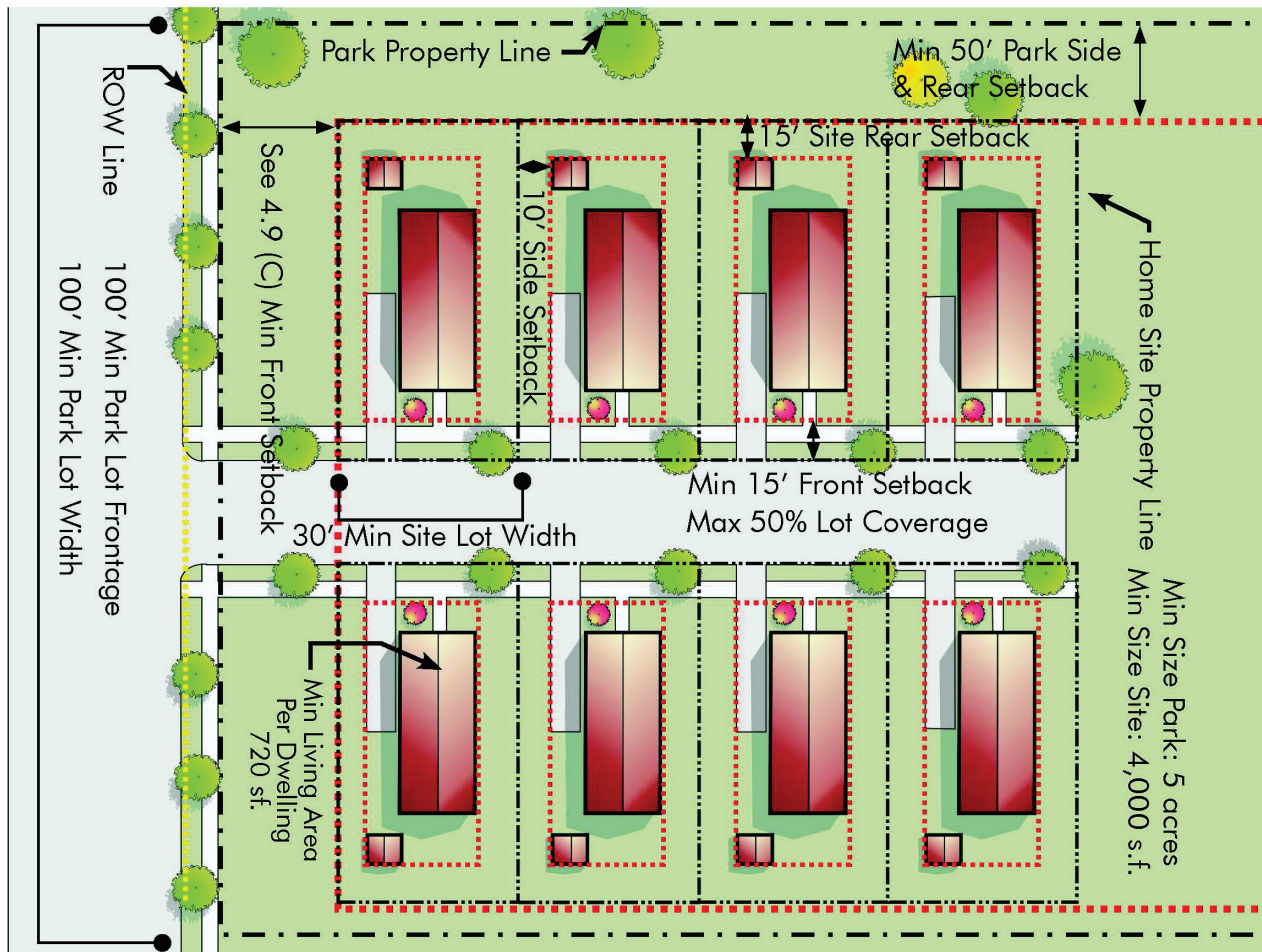 Park Property Line
Min 50' Park Side
& Rear Setback
ROW Line
15' Site Rear Setback
See 4.9 (C) Min Front Setback
10' Side Setback
Home Site Property Line
100' Min Park Lot Frontage
100' Min Park Lot Width
Min 15' Front Setback
Max 50% Lot Coverage
30' Min Site Lot Width
Min Size Park: 5 acres
Min Size Site: 4,000 s.f.
Min Living Area
Per Dwelling
720 sf.